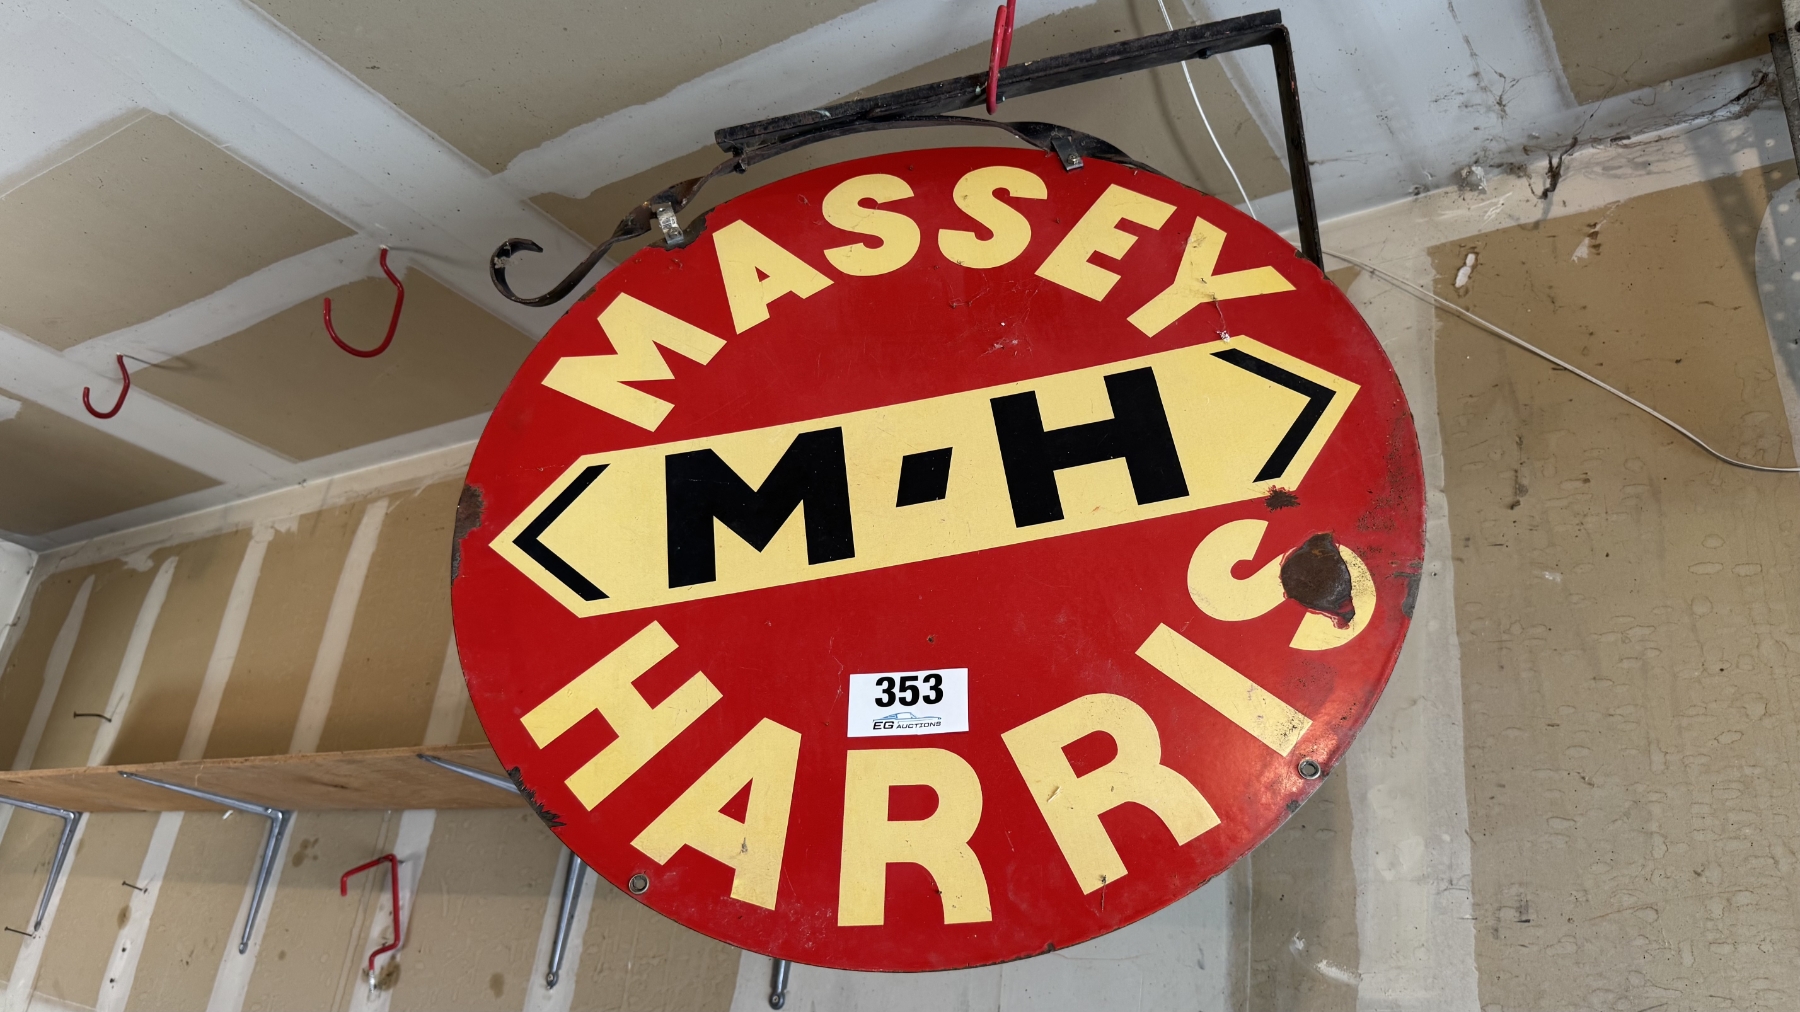 MASSEY
M·H
HARRIS
353
EG AUCTIONS